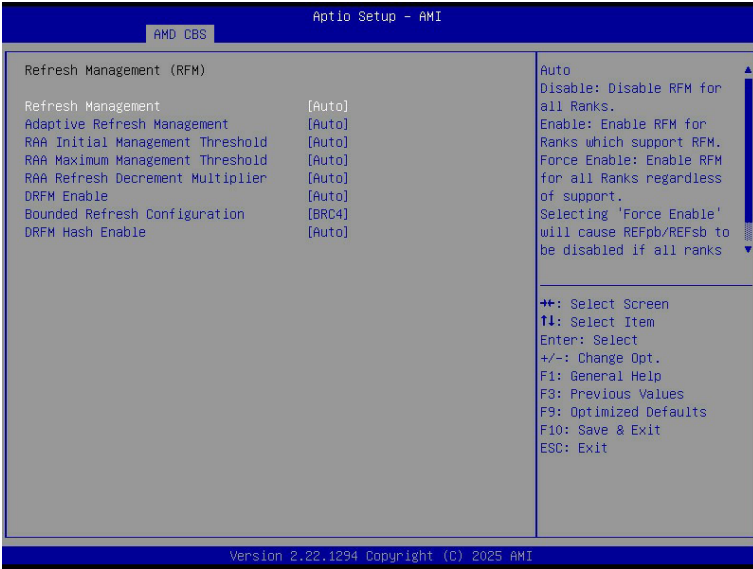 Aptio Setup – AMI
AMD CBS
Refresh Management (RFM)
Refresh Management [Auto]
Adaptive Refresh Management [Auto]
RAA Initial Management Threshold [Auto]
RAA Maximum Management Threshold [Auto]
RAA Refresh Decrement Multiplier [Auto]
DRFM Enable [Auto]
Bounded Refresh Configuration [BRC4]
DRFM Hash Enable [Auto]
Auto
Disable: Disable RFM for
all Ranks.
Enable: Enable RFM for
Ranks which support RFM.
Force Enable: Enable RFM
for all Ranks regardless
of support.
Selecting 'Force Enable'
will cause REFpb/REFsb to
be disabled if all ranks
→←: Select Screen
↑↓: Select Item
Enter: Select
+/-: Change Opt.
F1: General Help
F3: Previous Values
F9: Optimized Defaults
F10: Save & Exit
ESC: Exit
Version 2.22.1294 Copyright (C) 2025 AMI